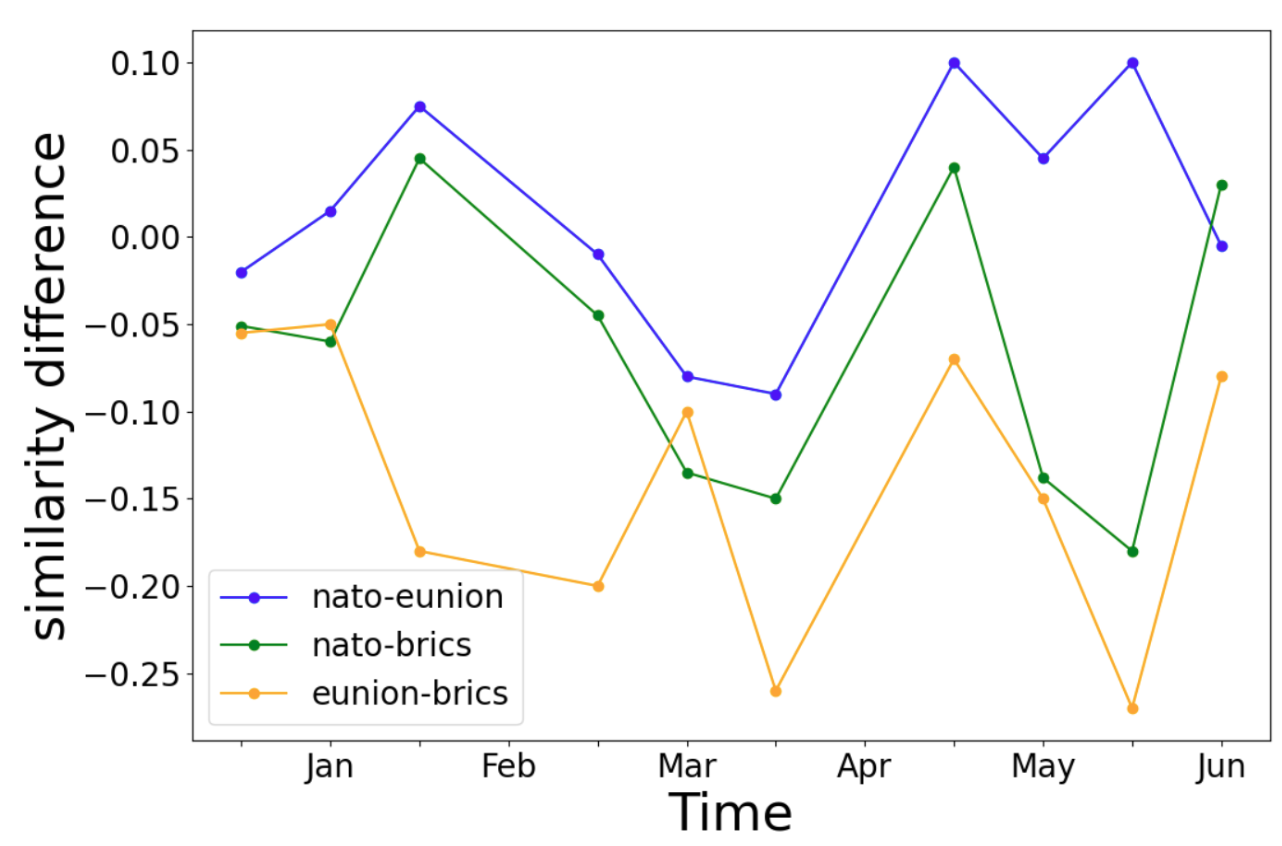 similarity difference
0.10
0.05
0.00
−0.05
−0.10
−0.15
−0.20
−0.25
nato-eunion
nato-brics
eunion-brics
Jan Feb Mar Apr May Jun
Time